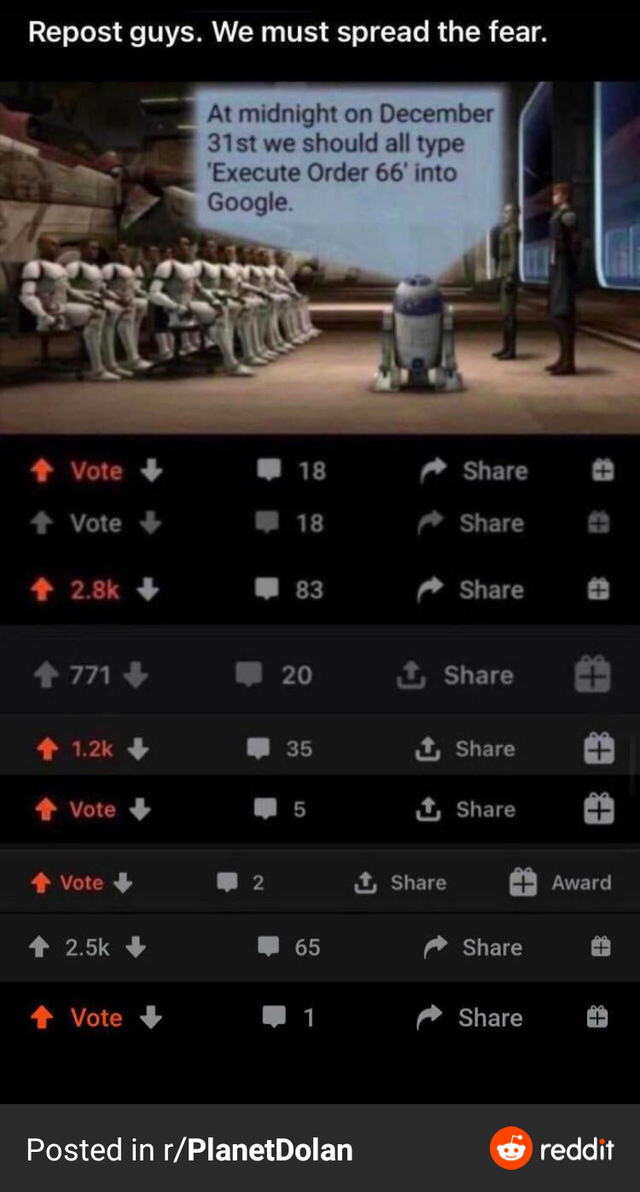 Repost guys. We must spread the fear.
At midnight on December
31st we should all type
'Execute Order 66' into
Google.
Vote 18 Share
Vote 18 Share
2.8k 83 Share
771 20 Share
1.2k 35 Share
Vote 5 Share
Vote 2 Share Award
2.5k 65 Share
Vote 1 Share
Posted in r/PlanetDolan reddit